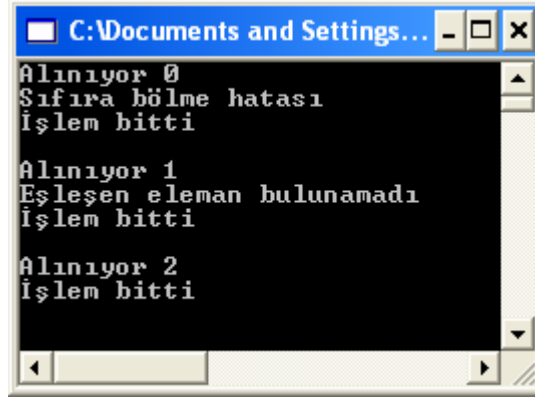 C:\Documents and Settings...
Alınıyor 0
Sıfıra bölme hatası
İşlem bitti
Alınıyor 1
Eşleşen eleman bulunamadı
İşlem bitti
Alınıyor 2
İşlem bitti